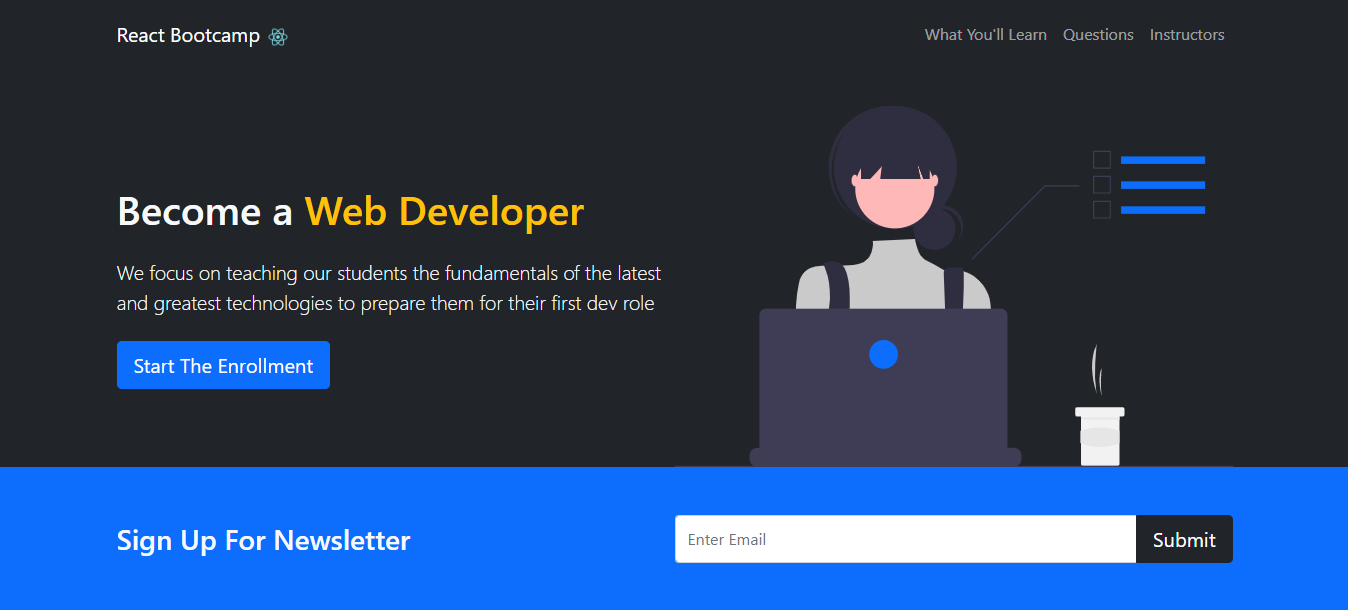 React Bootcamp
What You'll Learn
Questions
Instructors
Become a Web Developer
We focus on teaching our students the fundamentals of the latest
and greatest technologies to prepare them for their first dev role
Start The Enrollment
Sign Up For Newsletter
Enter Email
Submit